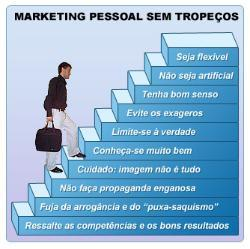 MARKETING PESSOAL SEM TROPEÇOS
Seja flexível
Não seja artificial
Tenha bom senso
Evite os exageros
Limite-se à verdade
Conheça-se muito bem
Cuidado: imagem não é tudo
Não faça propaganda enganosa
Fuja da arrogância e do "puxa-saquismo"
Ressalte as competências e os bons resultados